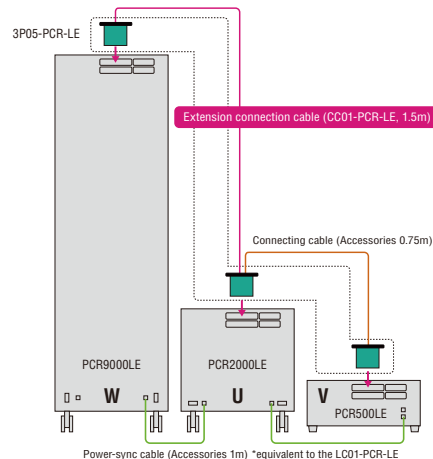 3P05-PCR-LE
Extension connection cable (CC01-PCR-LE, 1.5m)
Connecting cable (Accessories 0.75m)
PCR9000LE
W
PCR2000LE
U
V
PCR500LE
Power-sync cable (Accessories 1m) *equivalent to the LC01-PCR-LE